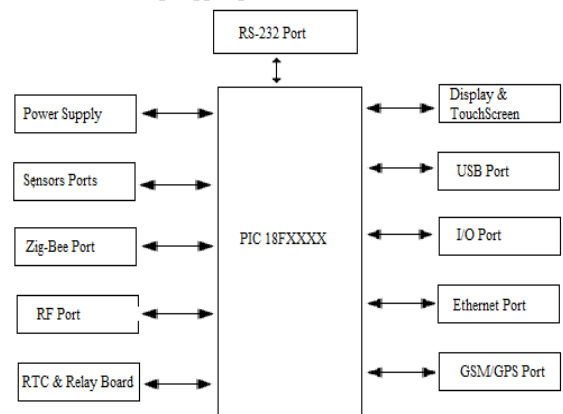 RS-232 Port
Power Supply
Sensors Ports
Zig-Bee Port
RF Port
RTC & Relay Board
PIC 18FXXXX
Display &
TouchScreen
USB Port
I/O Port
Ethernet Port
GSM/GPS Port